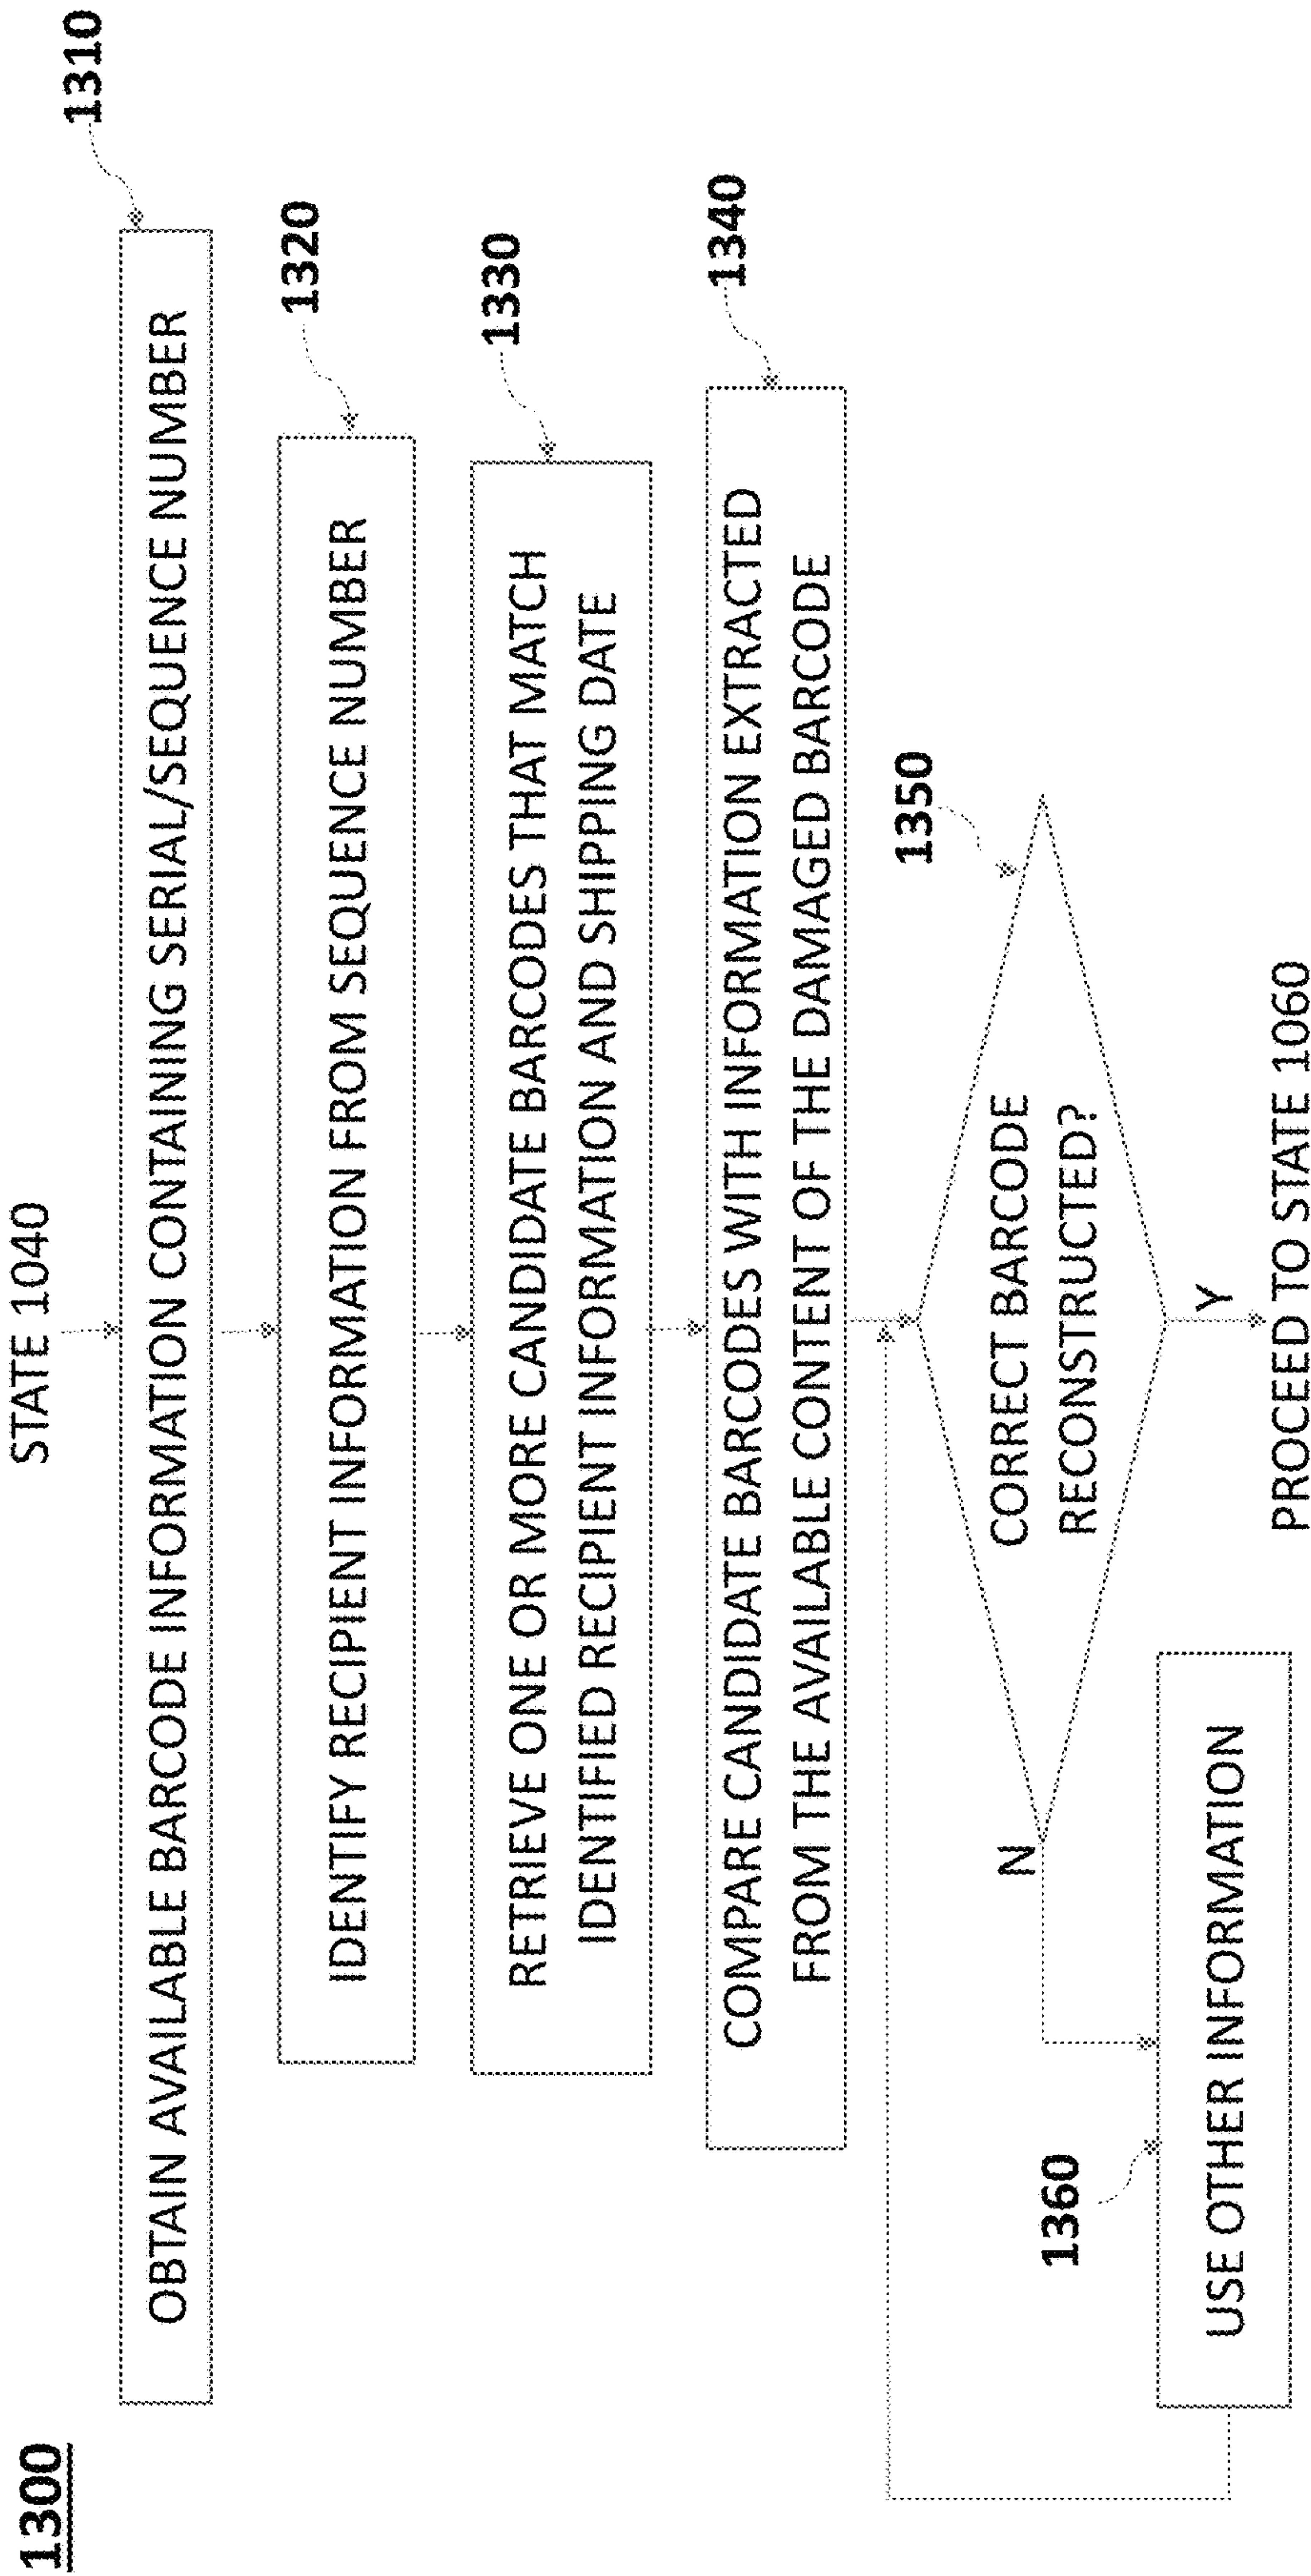 1300
STATE 1040
1310
OBTAIN AVAILABLE BARCODE INFORMATION CONTAINING SERIAL/SEQUENCE NUMBER
1320
IDENTIFY RECIPIENT INFORMATION FROM SEQUENCE NUMBER
1330
RETRIEVE ONE OR MORE CANDIDATE BARCODES THAT MATCH
IDENTIFIED RECIPIENT INFORMATION AND SHIPPING DATE
1340
COMPARE CANDIDATE BARCODES WITH INFORMATION EXTRACTED
FROM THE AVAILABLE CONTENT OF THE DAMAGED BARCODE
1350
CORRECT BARCODE
RECONSTRUCTED?
N
1360
USE OTHER INFORMATION
Y
PROCEED TO STATE 1060